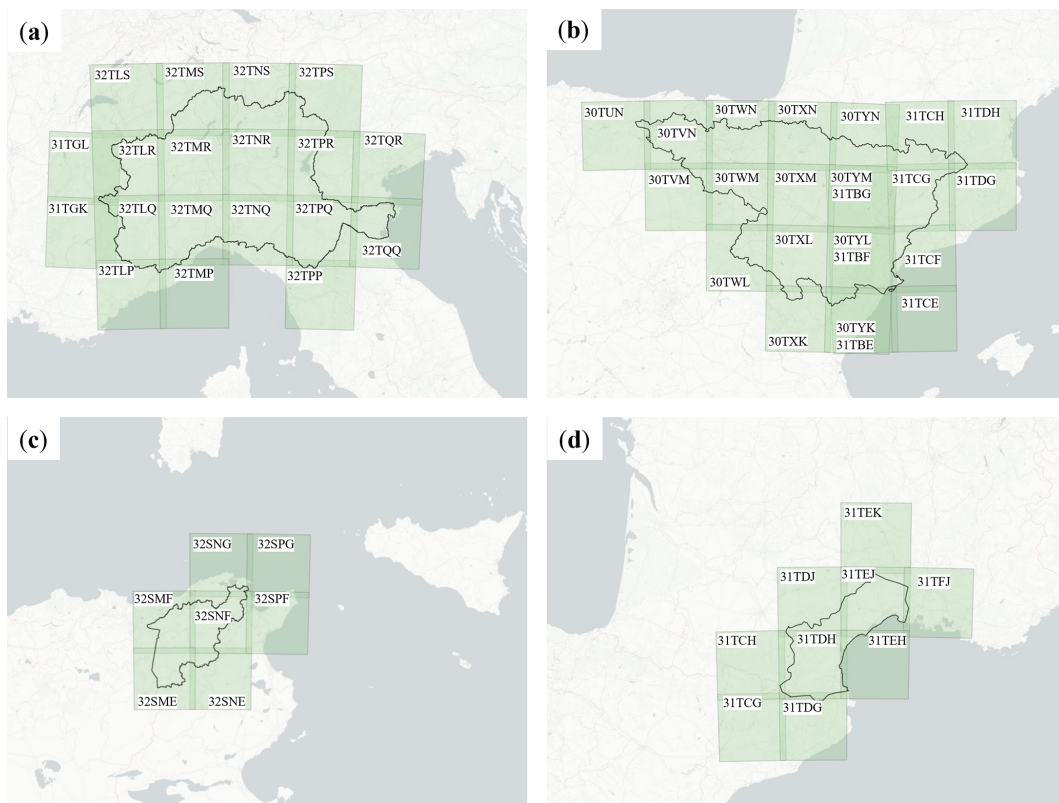 (a)
32TLS 32TMS 32TNS 32TPS
31TGL 32TLR 32TMR 32TNR 32TPR 32TQR
31TGK 32TLQ 32TMQ 32TNQ 32TPQ
32TQQ
32TLP 32TMP 32TPP
(b)
30TUN 30TVN 30TWN 30TXN 30TYN 31TCH 31TDH
30TVM 30TWM 30TXM 30TYM 31TCG 31TDG
31TBG
30TXL 30TYL
31TBF 31TCF
30TWL
31TCE
30TXK 30TYK
31TBE
(c)
32SNG 32SPG
32SMF 32SNF 32SPF
32SME 32SNE
(d)
31TEK
31TDJ 31TEJ 31TFJ
31TCH 31TDH 31TEH
31TCG 31TDG